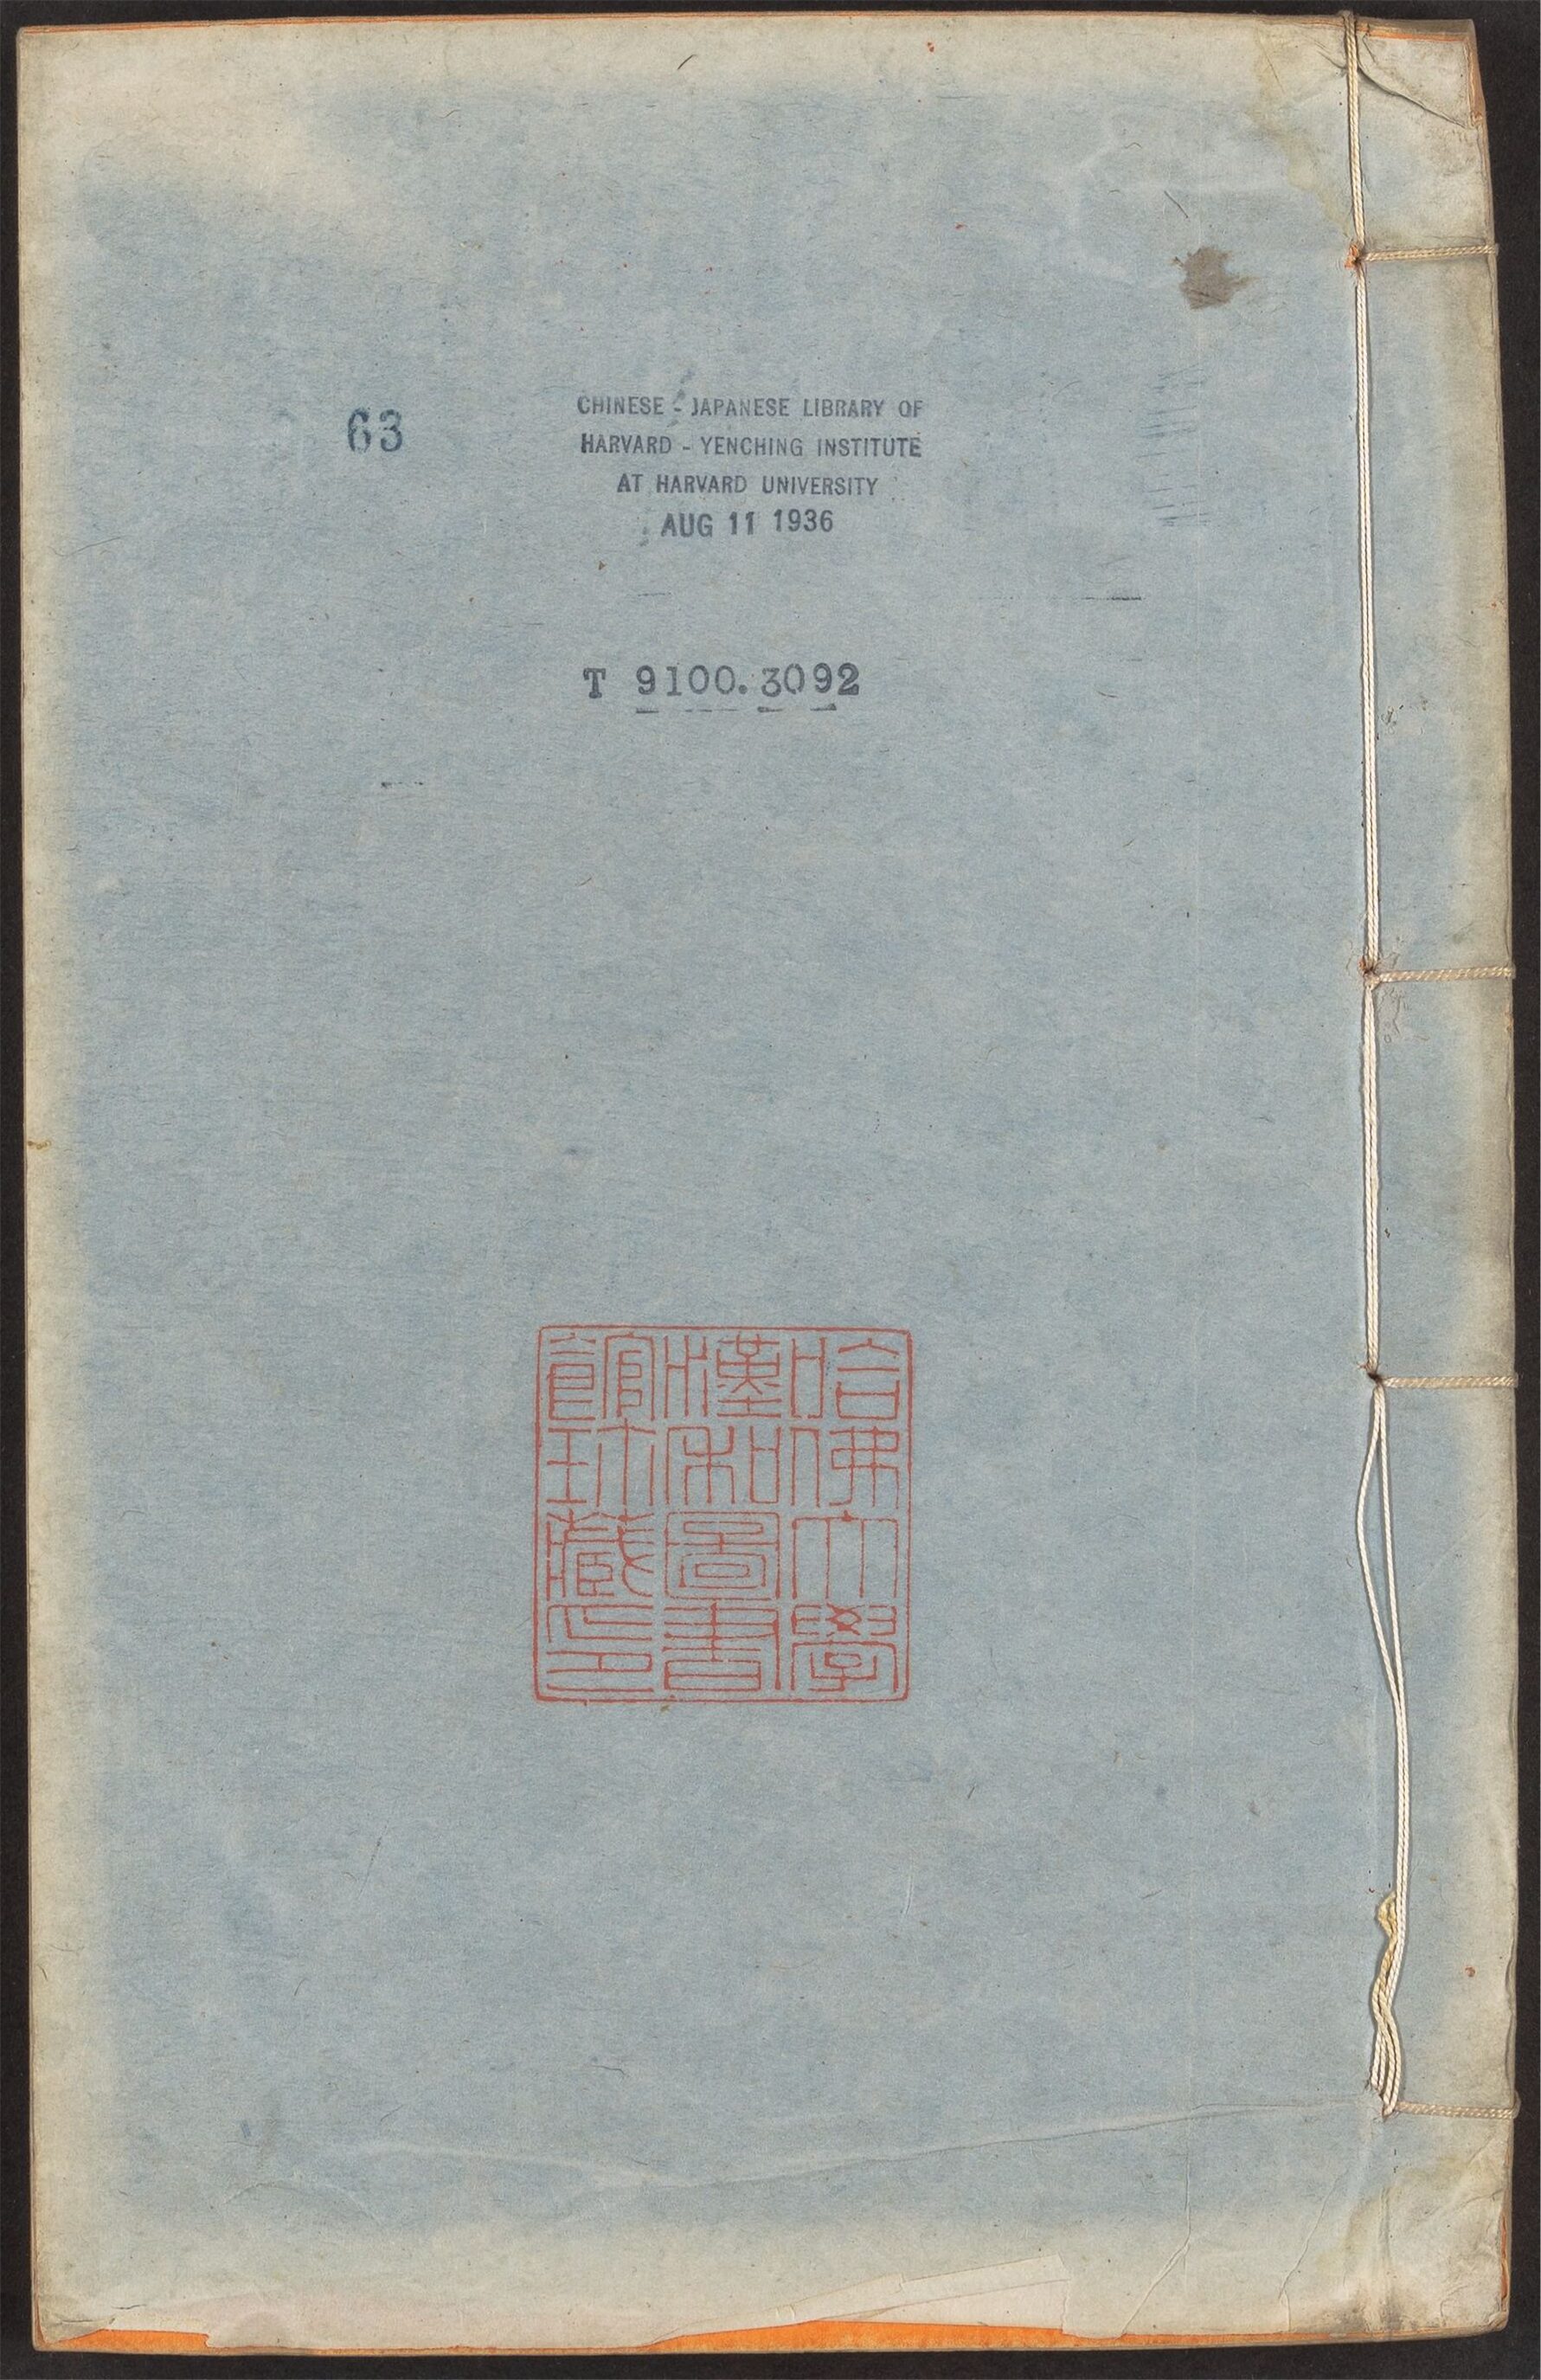 63
CHINESE - JAPANESE LIBRARY OF
HARVARD - YENCHING INSTITUTE
AT HARVARD UNIVERSITY
AUG 11 1936
T 9100.3092
哈佛大學
漢和圖書
館珍藏印